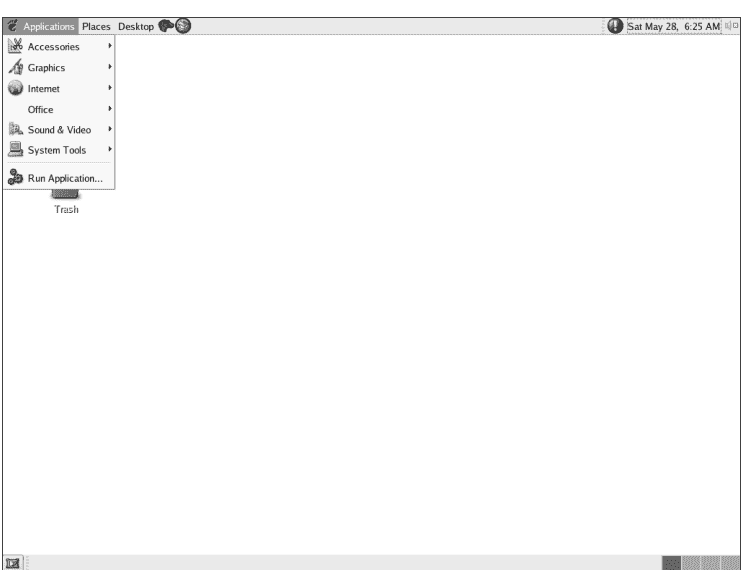 Applications Places Desktop Sat May 28, 6:25 AM
Accessories
Graphics
Internet
Office
Sound & Video
System Tools
Run Application...
Trash